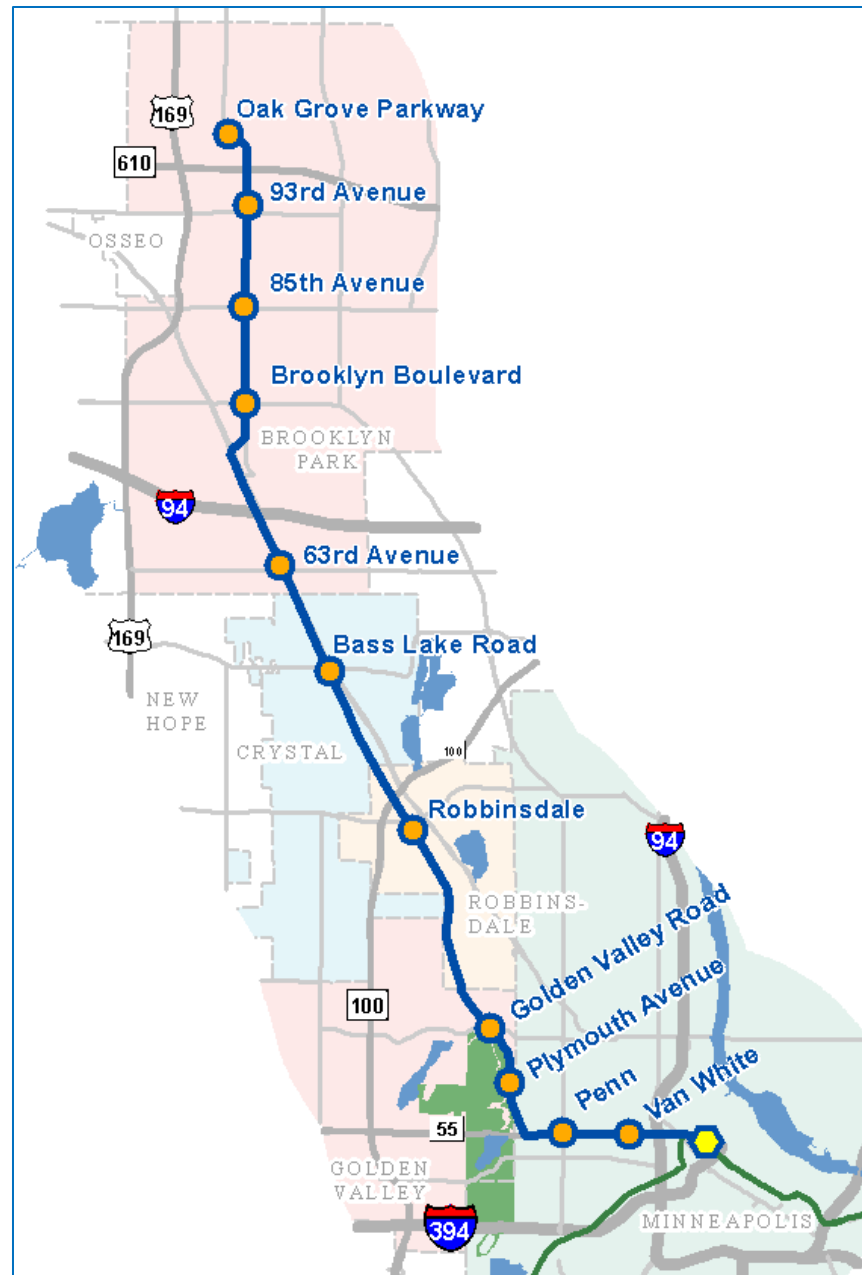 169
Oak Grove Parkway
610
93rd Avenue
OSSEO
85th Avenue
Brooklyn Boulevard
BROOKLYN
PARK
94
63rd Avenue
169
Bass Lake Road
NEW
HOPE
CRYSTAL
100
Robbinsdale
94
ROBBINS-
DALE
Golden Valley Road
100
Plymouth Avenue
Penn
Van White
55
GOLDEN
VALLEY
MINNEAPOLIS
394